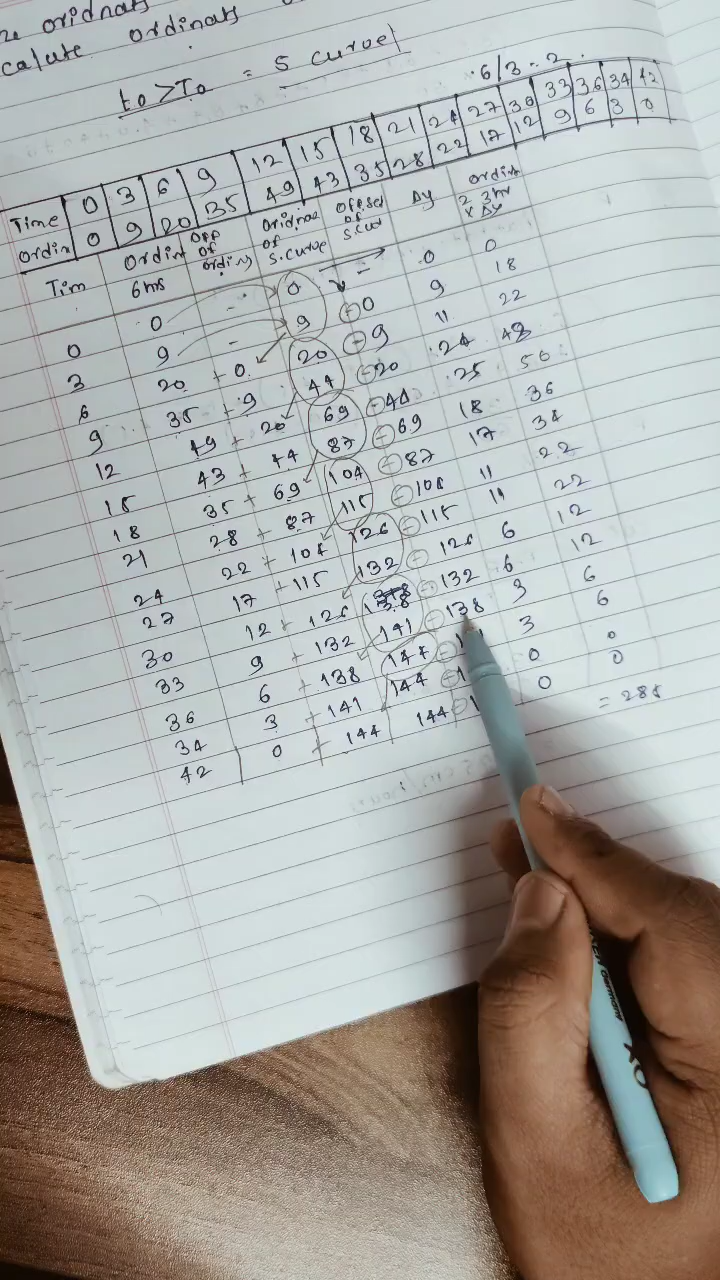 calute ordinats
to > To = S curve
.6/3 = 2.
Time 0 3 6 9 12 15 18 21 24 27 30 33 36 34 42
ordin 0 9 20 35 49 43 35 28 22 17 12 9 6 3 0
Tim ordin 6ms off of ordin ordinac of S.curve offset of S.cur Δy ordin 3hr 2 x Δy
0 0 - 0 - 0 0
3 9 - 9 - 0 9 18
6 20 + 0 20 - 9 11 22
9 35 + 9 44 - 20 24 48
12 49 + 20 69 - 44 25 50
15 43 + 44 87 - 69 18 36
18 35 + 69 104 - 87 17 34
21 28 + 87 115 - 104 11 22
24 22 + 104 126 - 115 11 22
27 17 + 115 132 - 126 6 12
30 12 + 126 138 - 132 6 12
33 9 + 132 141 - 138 3 6
36 6 + 138 144 - 3 6
34 3 + 141 144 - 0 0
42 0 + 144 144 - 0 0